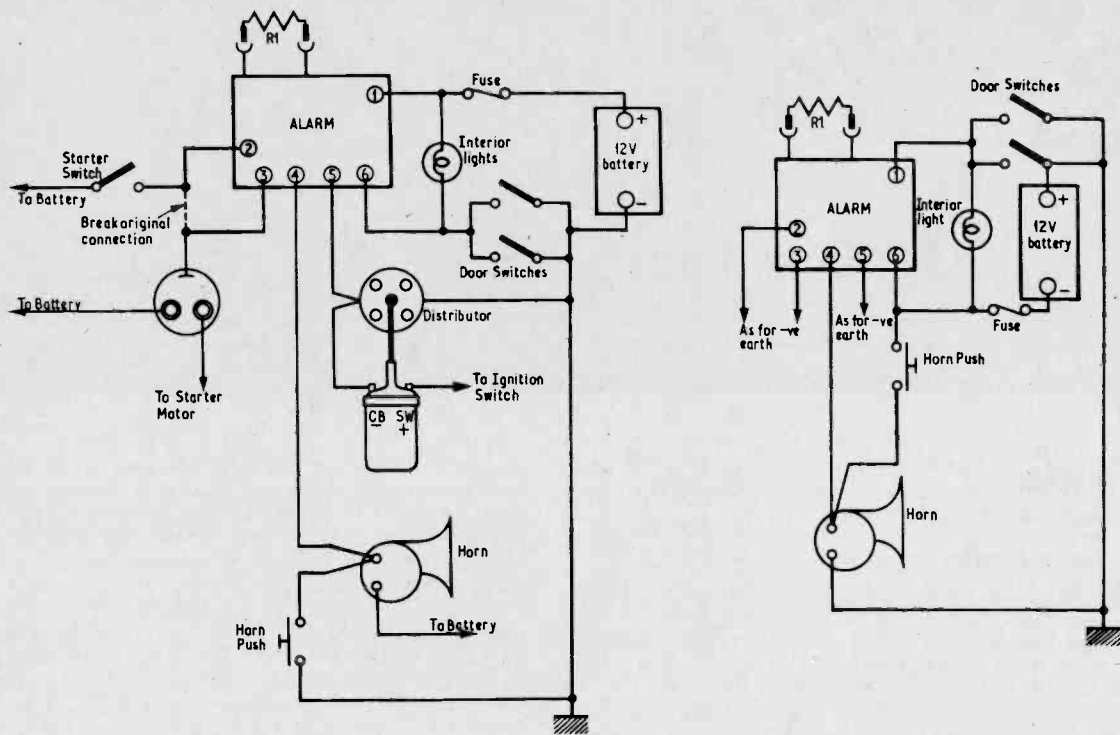 R1
1
Fuse
ALARM
+
12V
battery
-
Interior
lights
2
Starter
Switch
To Battery
3 4 5 6
Break original
connection
Door Switches
To Battery
Distributor
To Starter
Motor
To Ignition
Switch
CB SW
- +
Horn
Horn
Push
To Battery
Door Switches
R1
1
ALARM
Interior
light
+
12V
battery
-
2
3 4 5 6
As for -ve
earth
As for -ve
earth
Fuse
Horn Push
Horn